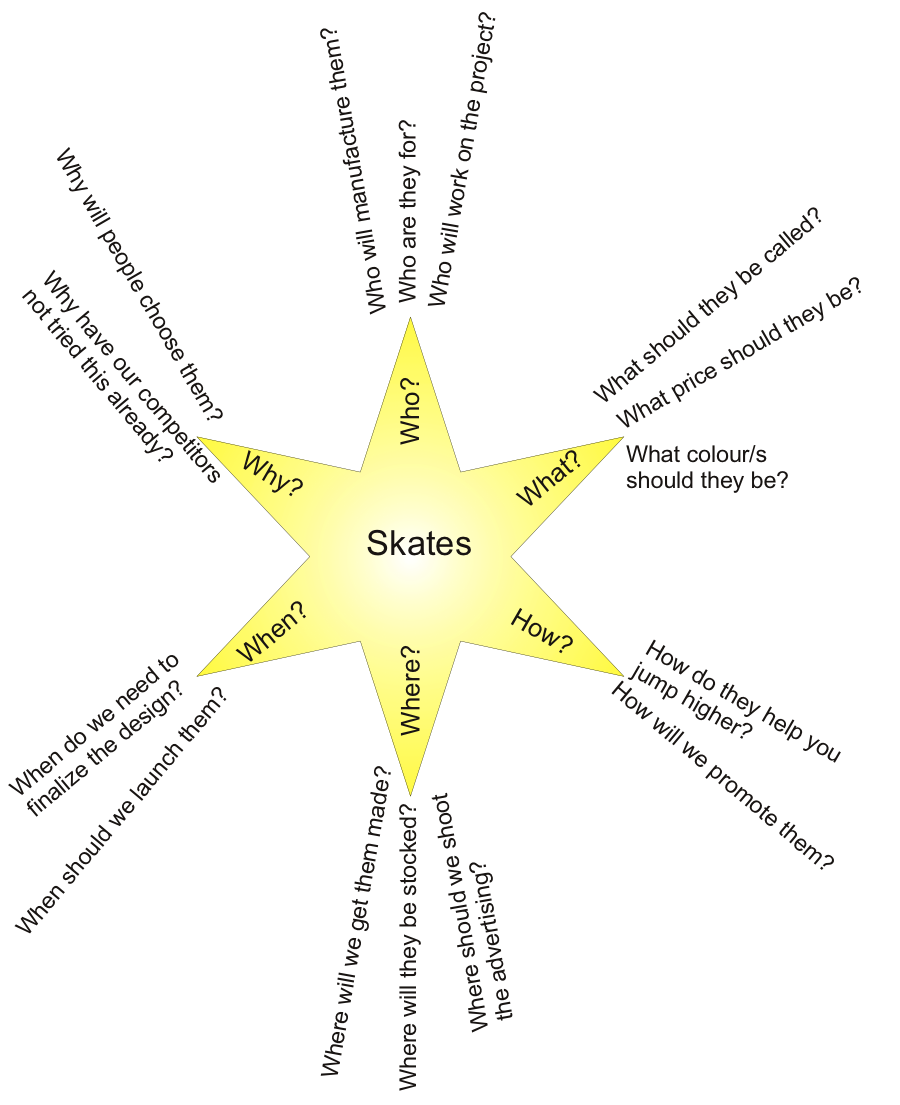 Skates
Who?
Who will manufacture them?
Who are they for?
Who will work on the project?
What?
What should they be called?
What price should they be?
What colour/s
should they be?
How?
How do they help you
jump higher?
How will we promote them?
Where?
Where will we get them made?
Where will they be stocked?
Where should we shoot
the advertising?
When?
When do we need to
finalize the design?
When should we launch them?
Why?
Why will people choose them?
Why have our competitors
not tried this already?